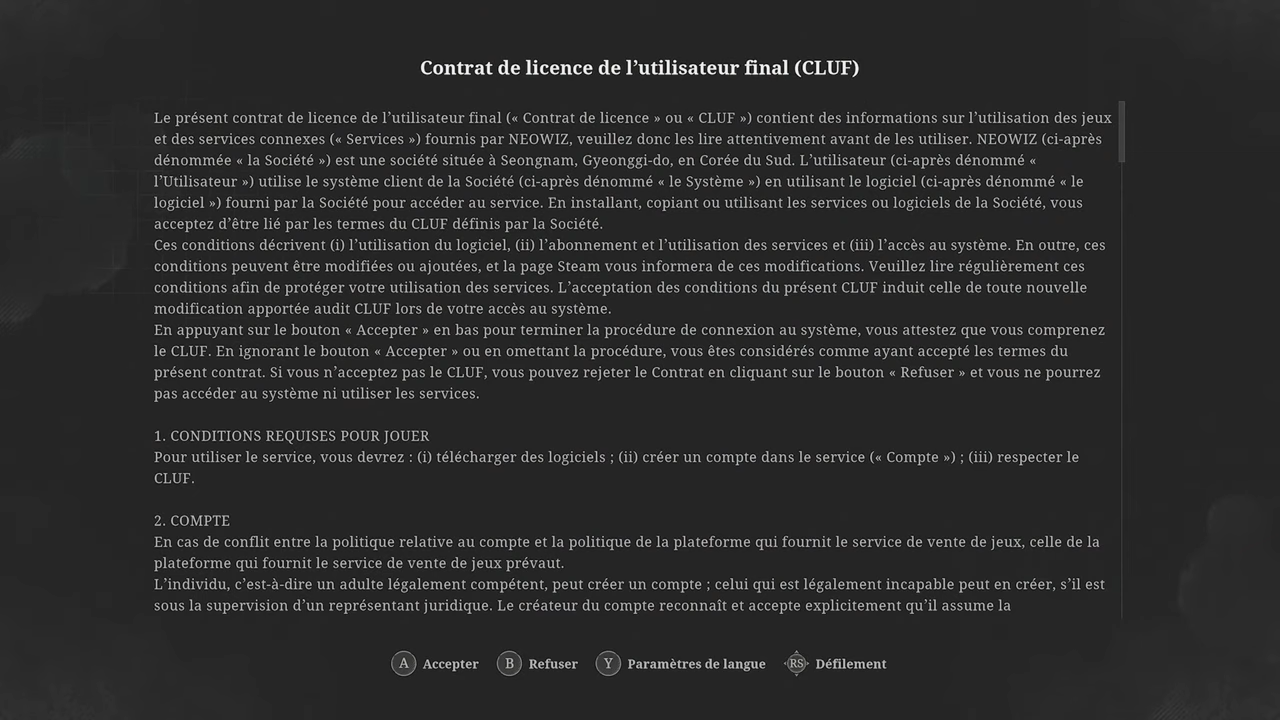 Contrat de licence de l’utilisateur final (CLUF)
Le présent contrat de licence de l’utilisateur final (« Contrat de licence » ou « CLUF ») contient des informations sur l’utilisation des jeux
et des services connexes (« Services ») fournis par NEOWIZ, veuillez donc les lire attentivement avant de les utiliser. NEOWIZ (ci-après
dénommée « la Société ») est une société située à Seongnam, Gyeonggi-do, en Corée du Sud. L’utilisateur (ci-après dénommé «
l’Utilisateur ») utilise le système client de la Société (ci-après dénommé « le Système ») en utilisant le logiciel (ci-après dénommé « le
logiciel ») fourni par la Société pour accéder au service. En installant, copiant ou utilisant les services ou logiciels de la Société, vous
acceptez d’être lié par les termes du CLUF définis par la Société.
Ces conditions décrivent (i) l’utilisation du logiciel, (ii) l’abonnement et l’utilisation des services et (iii) l’accès au système. En outre, ces
conditions peuvent être modifiées ou ajoutées, et la page Steam vous informera de ces modifications. Veuillez lire régulièrement ces
conditions afin de protéger votre utilisation des services. L’acceptation des conditions du présent CLUF induit celle de toute nouvelle
modification apportée audit CLUF lors de votre accès au système.
En appuyant sur le bouton « Accepter » en bas pour terminer la procédure de connexion au système, vous attestez que vous comprenez
le CLUF. En ignorant le bouton « Accepter » ou en omettant la procédure, vous êtes considérés comme ayant accepté les termes du
présent contrat. Si vous n’acceptez pas le CLUF, vous pouvez rejeter le Contrat en cliquant sur le bouton « Refuser » et vous ne pourrez
pas accéder au système ni utiliser les services.
1. CONDITIONS REQUISES POUR JOUER
Pour utiliser le service, vous devrez : (i) télécharger des logiciels ; (ii) créer un compte dans le service (« Compte ») ; (iii) respecter le
CLUF.
2. COMPTE
En cas de conflit entre la politique relative au compte et la politique de la plateforme qui fournit le service de vente de jeux, celle de la
plateforme qui fournit le service de vente de jeux prévaut.
L’individu, c’est-à-dire un adulte légalement compétent, peut créer un compte ; celui qui est légalement incapable peut en créer, s’il est
sous la supervision d’un représentant juridique. Le créateur du compte reconnaît et accepte explicitement qu’il assume la
A Accepter B Refuser Y Paramètres de langue RS Défilement